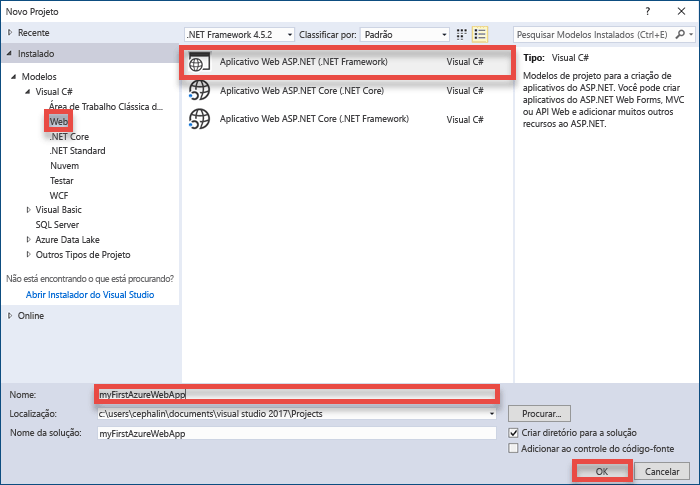 Novo Projeto
? ×
Recente
.NET Framework 4.5.2 Classificar por: Padrão
Pesquisar Modelos Instalados (Ctrl+E)
Instalado
Modelos
Visual C#
Área de Trabalho Clássica d...
Web
.NET Core
.NET Standard
Nuvem
Testar
WCF
Visual Basic
SQL Server
Azure Data Lake
Outros Tipos de Projeto
Não está encontrando o que está procurando?
Abrir Instalador do Visual Studio
Online
Aplicativo Web ASP.NET (.NET Framework) Visual C#
Aplicativo Web ASP.NET Core (.NET Core) Visual C#
Aplicativo Web ASP.NET Core (.NET Framework) Visual C#
Tipo: Visual C#
Modelos de projeto para a criação de
aplicativos do ASP.NET. Você pode criar
aplicativos do ASP.NET Web Forms, MVC
ou API Web e adicionar muitos outros
recursos ao ASP.NET.
Nome: myFirstAzureWebApp
Localização: c:\users\cephalin\documents\visual studio 2017\Projects
Procurar...
Nome da solução: myFirstAzureWebApp
Criar diretório para a solução
Adicionar ao controle do código-fonte
OK Cancelar